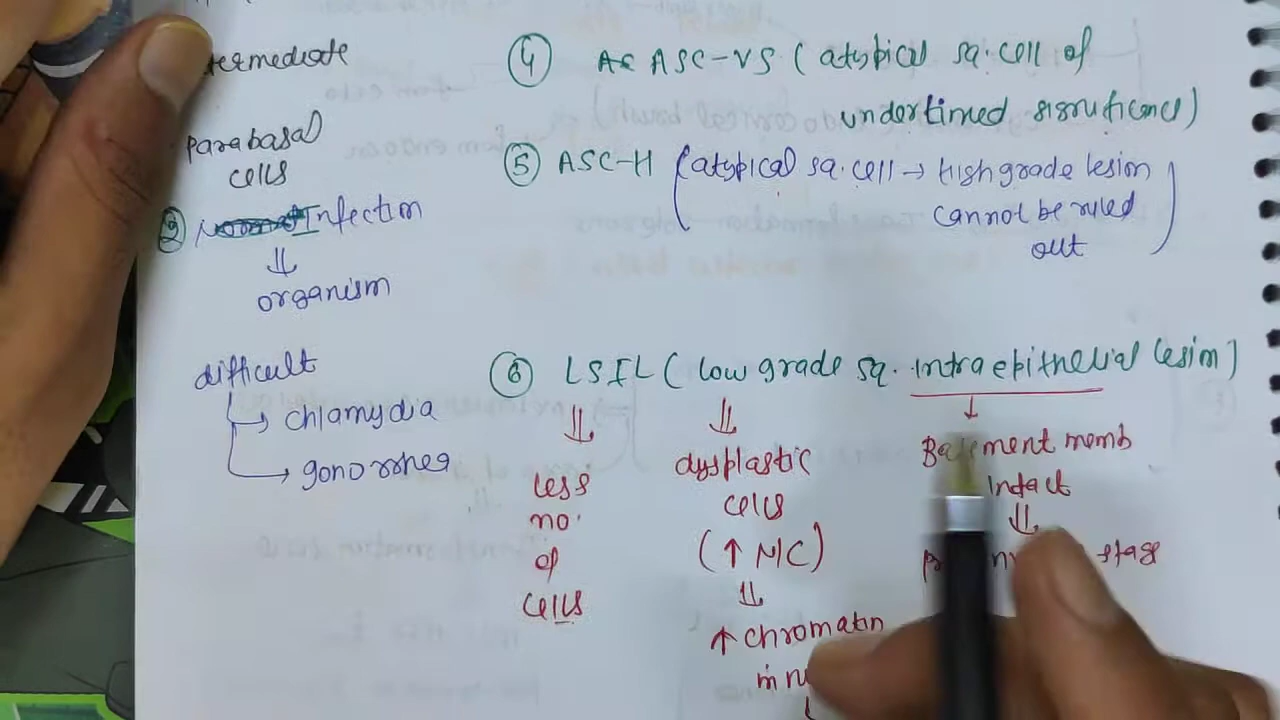 termediate
parabasal
cells
③ Infection
⇓
organism
difficult
→ chlamydia
→ gonorrhea
④ ASC-US (atypical sq. cell of
undertimed significance)
⑤ ASC-H (atypical sq. cell → High grade lesion
cannot be ruled
out)
⑥ LSIL (low grade sq. intraepithelial lesion)
⇓
less
no.
of
cells
⇓
dysplastic
cells
(↑ N/C)
⇓
↑ chromatin
in
↓
Basement memb
Intact
⇓
stage